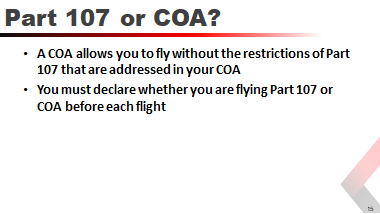 Part 107 or COA?
• A COA allows you to fly without the restrictions of Part
107 that are addressed in your COA
• You must declare whether you are flying Part 107 or
COA before each flight